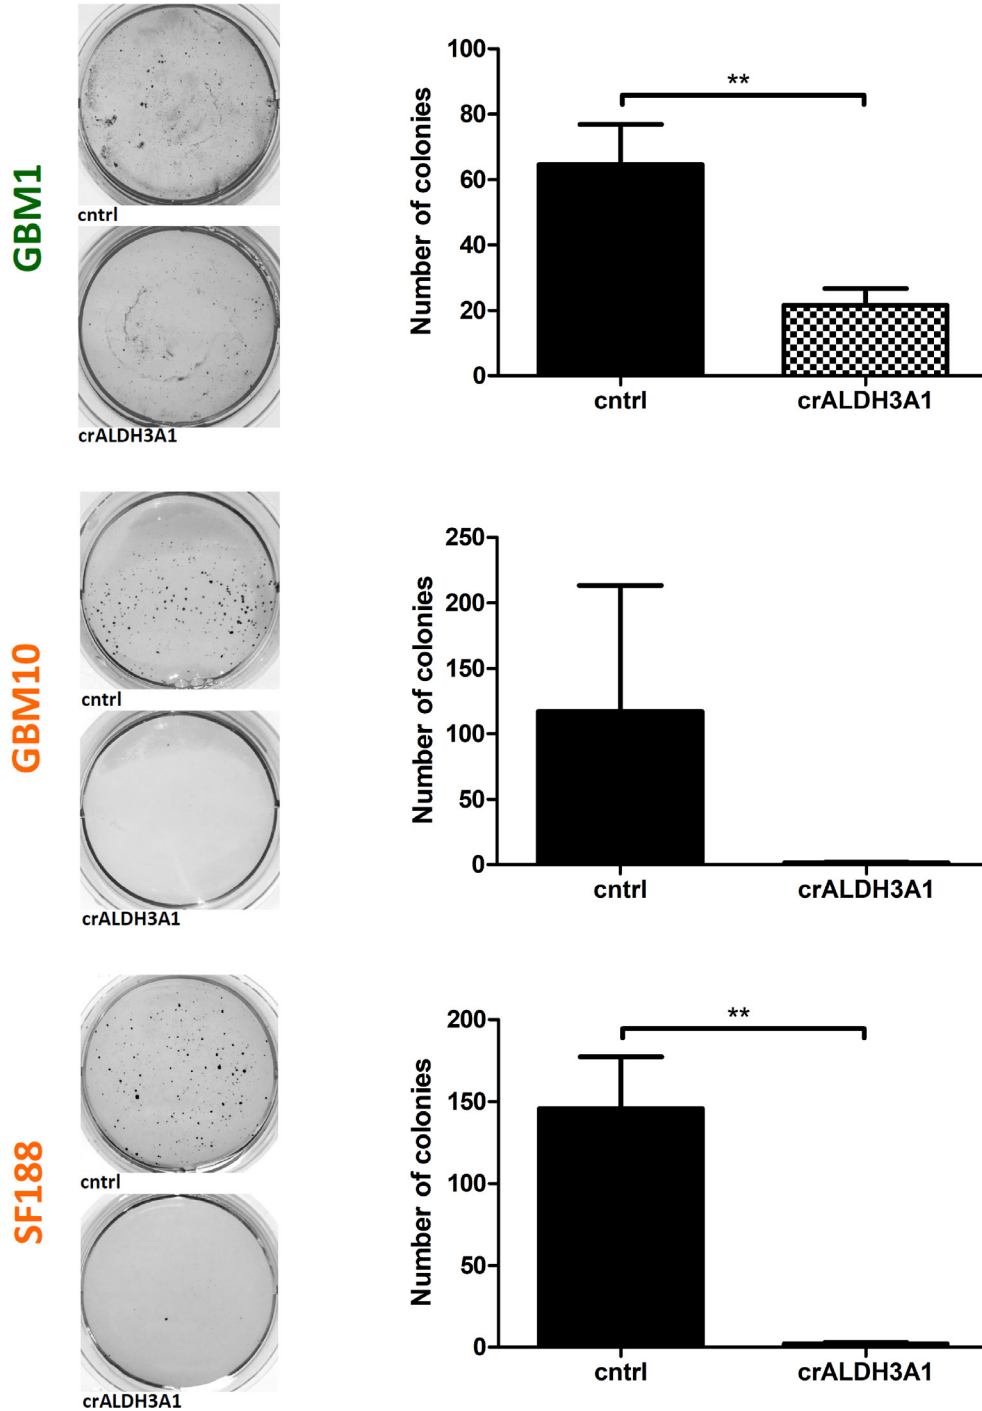 GBM1
cntrl
crALDH3A1
Number of colonies
100
80
60
40
20
0
**
cntrl
crALDH3A1
GBM10
cntrl
crALDH3A1
Number of colonies
250
200
150
100
50
0
cntrl
crALDH3A1
SF188
cntrl
crALDH3A1
Number of colonies
200
150
100
50
0
**
cntrl
crALDH3A1